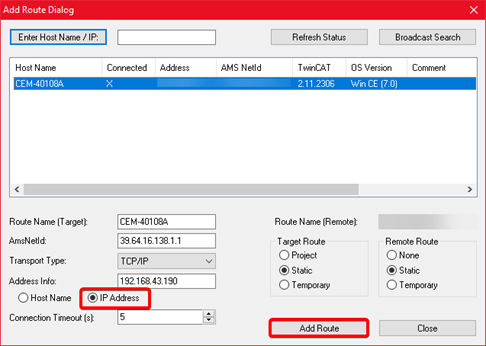 Add Route Dialog
Enter Host Name / IP:
Refresh Status
Broadcast Search
Host Name Connected Address AMS NetId TwinCAT OS Version Comment
CEM-40108A X 2.11.2306 Win CE (7.0)
Route Name (Target): CEM-40108A Route Name (Remote):
AmsNetId: 39.64.16.138.1.1
Target Route Remote Route
Transport Type: TCP/IP
Project None
Address Info: 192.168.43.190
Static Static
Host Name IP Address
Temporary Temporary
Connection Timeout (s): 5
Add Route Close